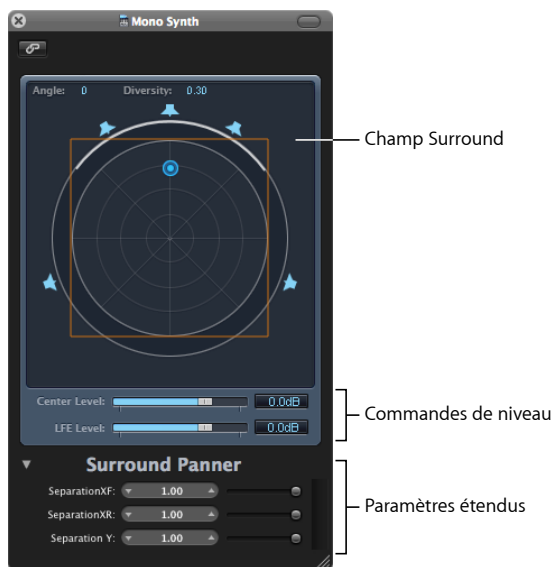 Mono Synth
Angle: 0 Diversity: 0.30
Champ Surround
Center Level: 0.0dB
LFE Level: 0.0dB
Commandes de niveau
Surround Panner
SeparationXF: 1.00
SeparationXR: 1.00
Separation Y: 1.00
Paramètres étendus